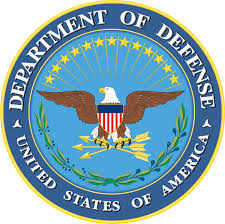 DEPARTMENT OF DEFENSE
UNITED STATES OF AMERICA